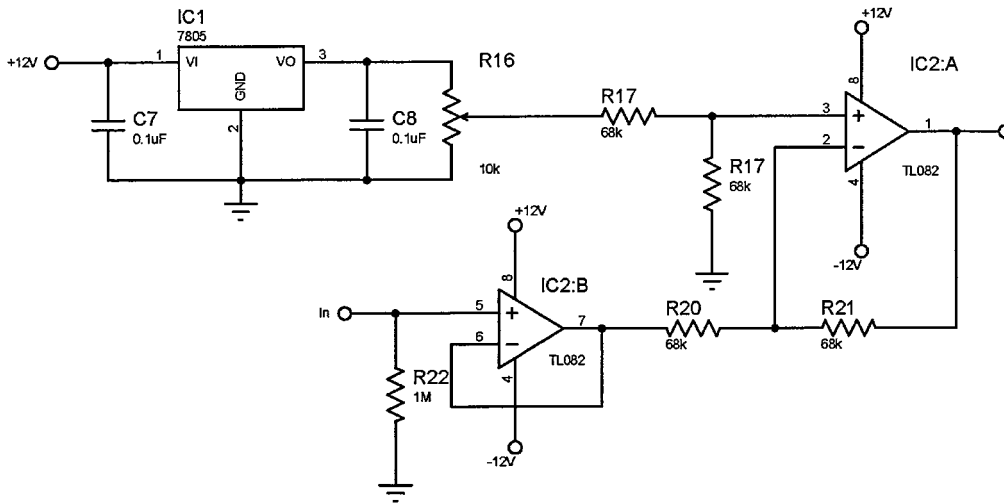 IC1
7805
+12V
1
VI
VO
3
GND
2
C7
0.1uF
C8
0.1uF
R16
10k
R17
68k
R17
68k
+12V
8
IC2:A
3
2
1
TL082
4
-12V
+12V
8
IC2:B
In
5
6
7
TL082
4
-12V
R22
1M
R20
68k
R21
68k